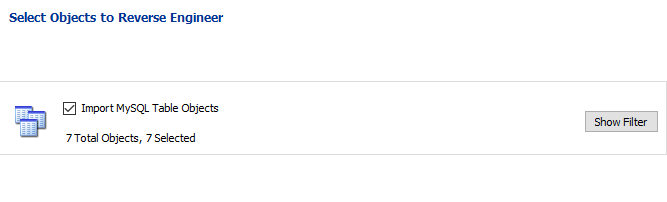 Select Objects to Reverse Engineer
Import MySQL Table Objects
7 Total Objects, 7 Selected
Show Filter